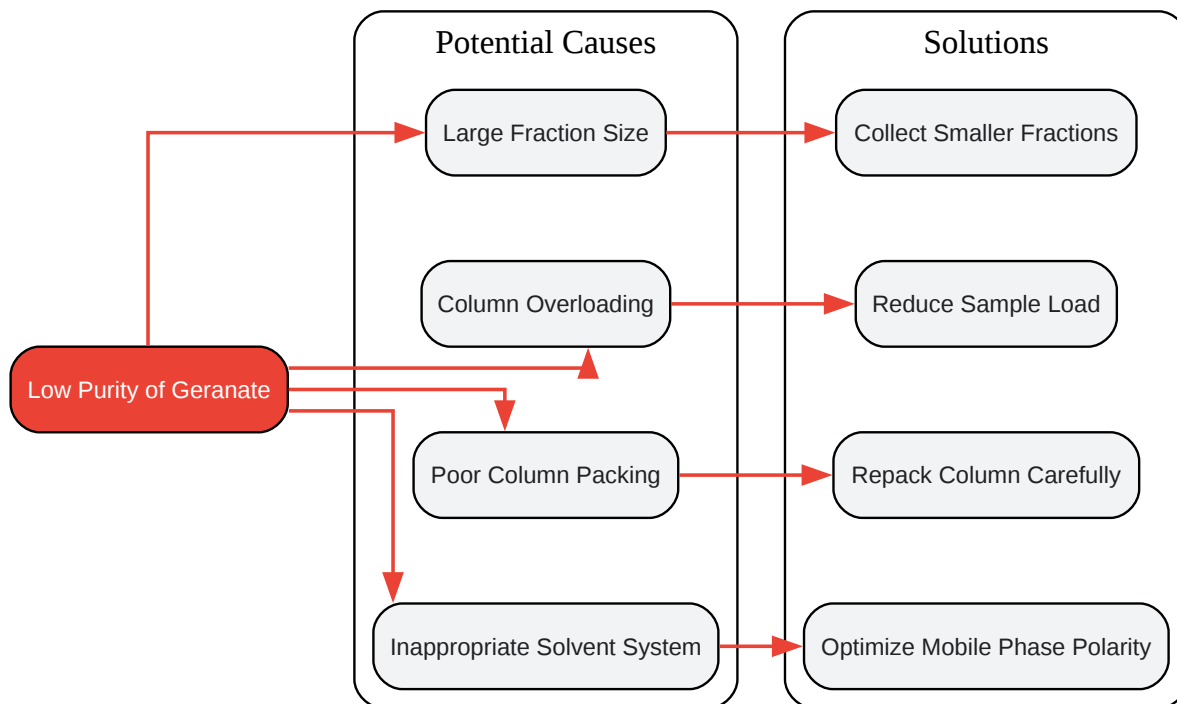 Potential Causes
Solutions
Large Fraction Size
Collect Smaller Fractions
Column Overloading
Reduce Sample Load
Low Purity of Geranate
Poor Column Packing
Repack Column Carefully
Inappropriate Solvent System
Optimize Mobile Phase Polarity